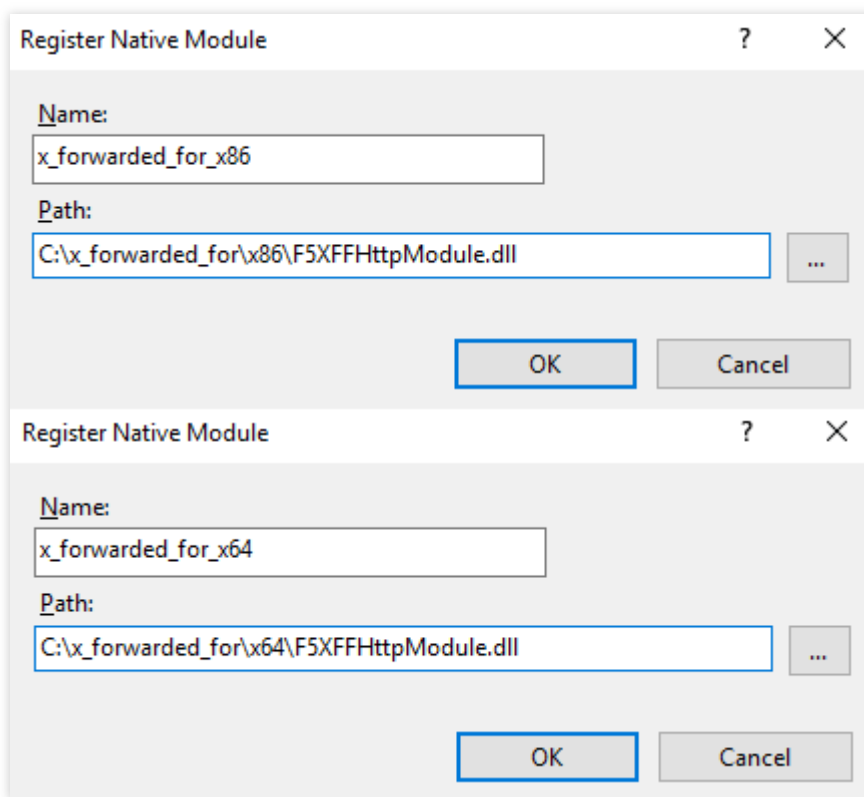 Register Native Module ?
Name:
x_forwarded_for_x86
Path:
C:\x_forwarded_for\x86\F5XFFHttpModule.dll ...
OK Cancel
Register Native Module ?
Name:
x_forwarded_for_x64
Path:
C:\x_forwarded_for\x64\F5XFFHttpModule.dll ...
OK Cancel